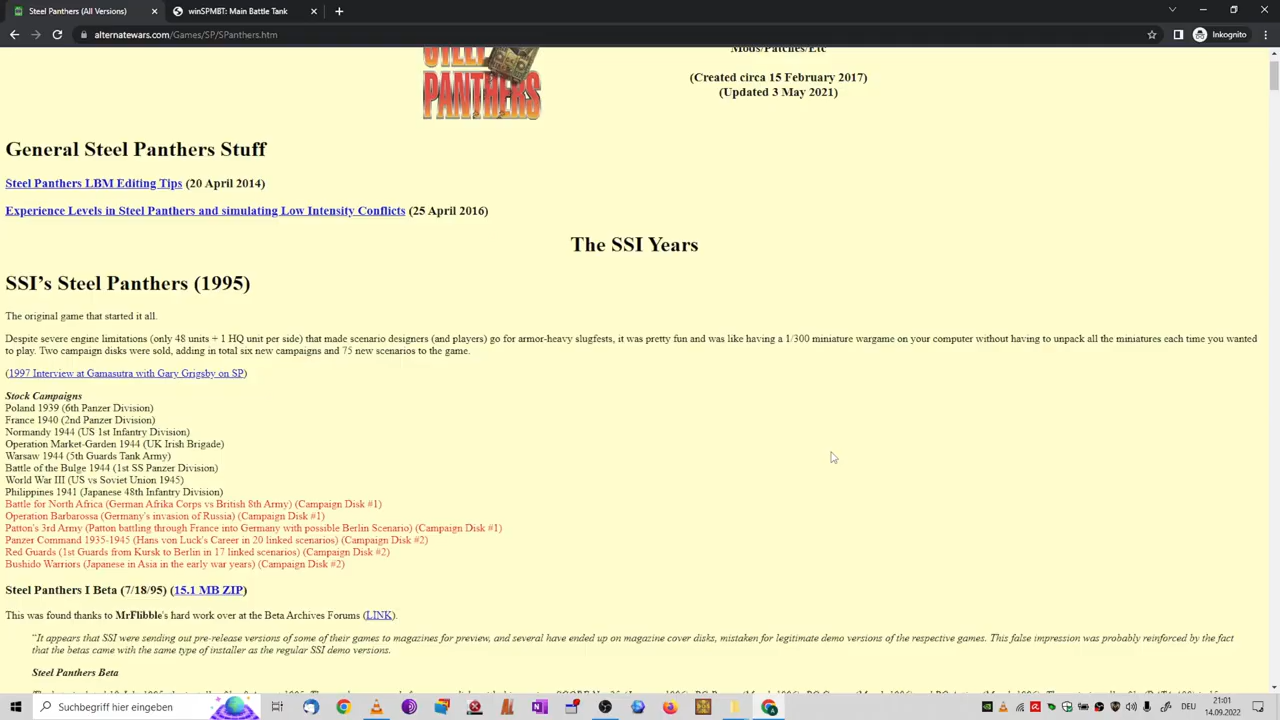 Steel Panthers (Atari)
Steel Panthers
alternatewars.com/Games/SP/SPanthers.htm
Inkognito
Mods/Patches/Etc
PANTHERS
(Created circa 15 February 2017)
(Updated 3 May 2021)
General Steel Panthers Stuff
Steel Panthers LBM Editing Tips (20 April 2014)
Experience Levels in Steel Panthers and simulating Low Intensity Conflicts (25 April 2016)
The SSI Years
SSI's Steel Panthers (1995)
The original game that started it all.
Despite severe engine limitations (only 48 units + 1 HQ unit per side) that made scenario designers (and players) go for armor-heavy slugfests, it was pretty fun and was like having a 1/300 miniature wargame on your computer without having to unpack all the miniatures each time you wanted
to play. Two campaign disks were sold, adding in total six new campaigns and 75 new scenarios to the game.
(1997 Interview at Gamasutra with Gary Grigsby on SP)
Stock Campaigns
Poland 1939 (6th Panzer Division)
France 1940 (2nd Panzer Division)
Normandy 1944 (US 1st Infantry Division)
Operation Market-Garden 1944 (UK Irish Brigade)
Warsaw 1944 (5th Guards Tank Army)
Battle of the Bulge 1944 (1st SS Panzer Division)
World War III (US vs Soviet Union 1945)
Philippines 1941 (Japanese 48th Infantry Division)
Battle for North Africa (German Afrika Corps vs British 8th Army) (Campaign Disk #1)
Operation Barbarossa (Germany's invasion of Russia) (Campaign Disk #1)
Patton's 3rd Army (Patton battling through France into Germany with possible Berlin Scenario) (Campaign Disk #1)
Panzer Command 1935-1945 (Hans von Luck's Career in 20 linked scenarios) (Campaign Disk #2)
Red Guards (1st Guards from Kursk to Berlin in 17 linked scenarios) (Campaign Disk #2)
Bushido Warriors (Japanese in Asia in the early war years) (Campaign Disk #2)
Steel Panthers I Beta (7/18/95) (15.1 MB ZIP)
This was found thanks to MrFlibble's hard work over at the Beta Archives Forums (LINK).
"It appears that SSI were sending out pre-release versions of some of their games to magazines for preview, and several have ended up on magazine cover disks, mistaken for legitimate demo versions of the respective games. This false impression was probably reinforced by the fact
that the betas came with the same type of installer as the regular SSI demo versions.
Steel Panthers Beta
Suchbegriff hier eingeben
21:01
14.09.2022